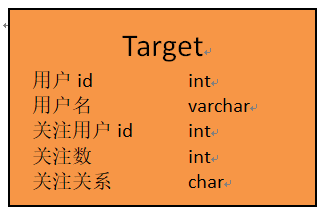 Target
用户 id int
用户名 varchar
关注用户 id int
关注数 int
关注关系 char